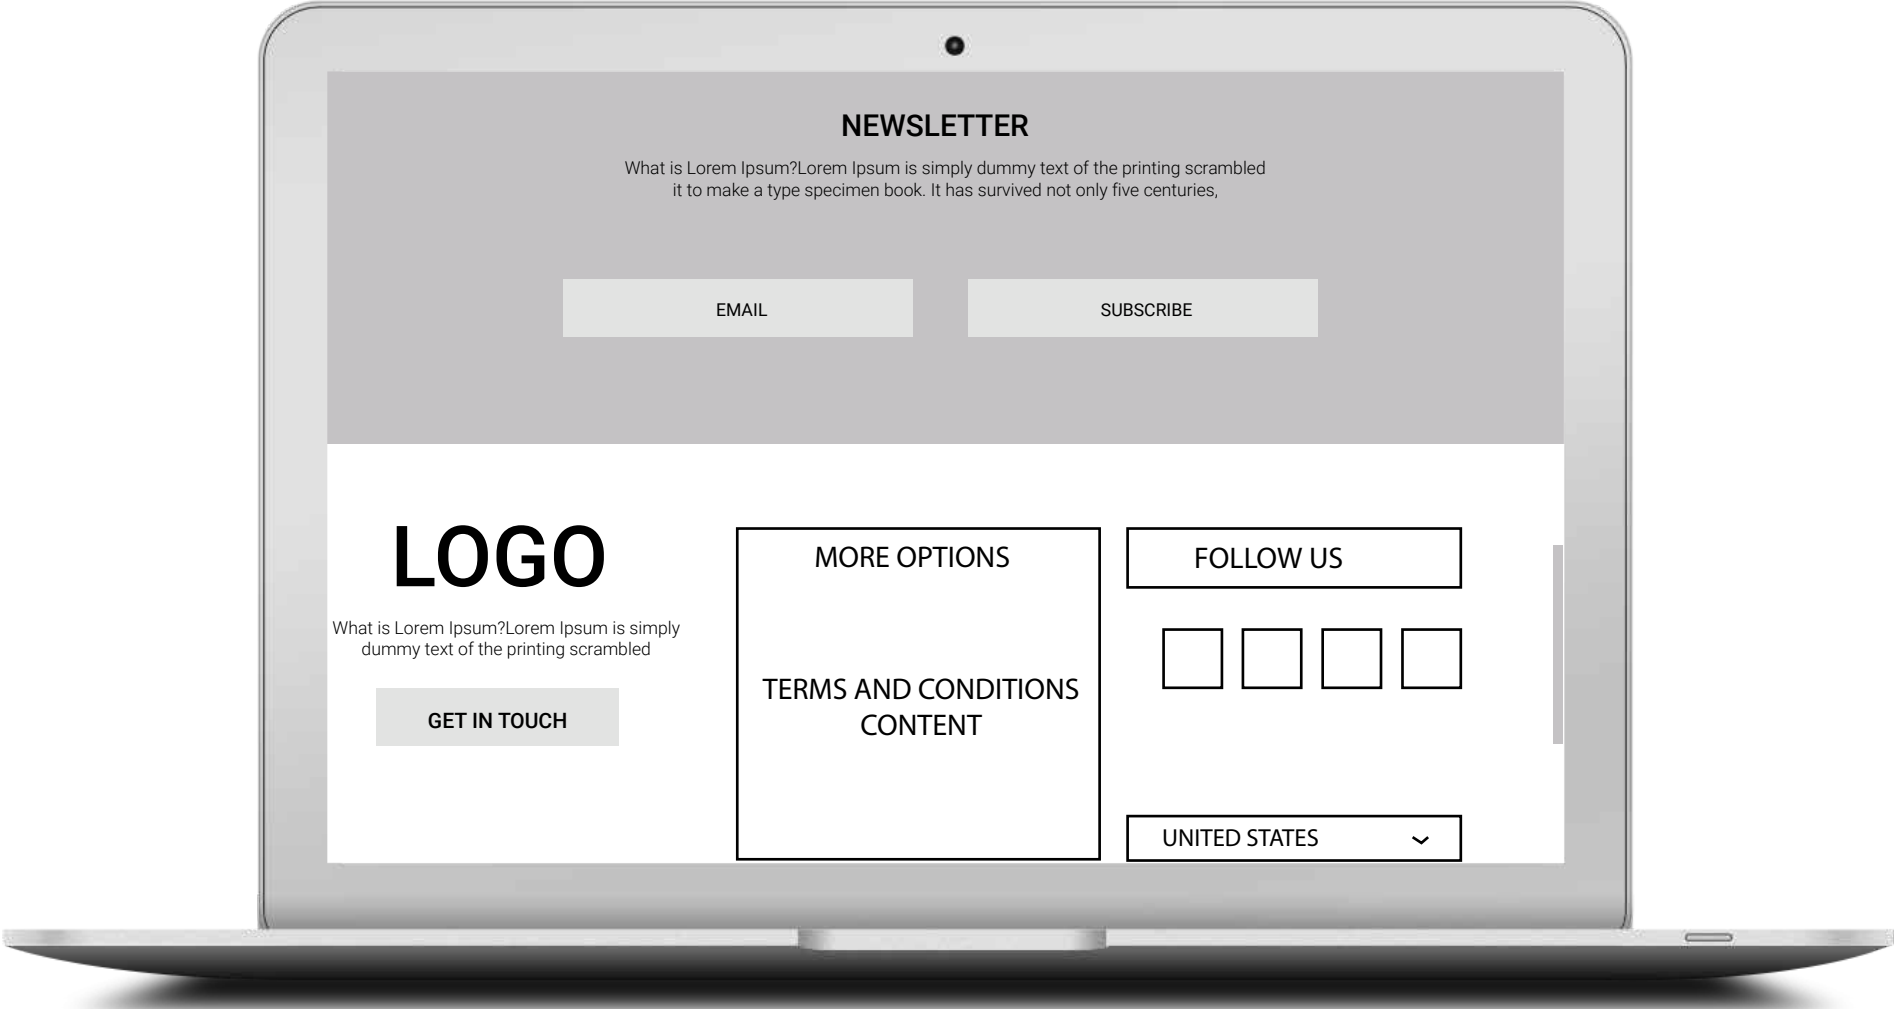 NEWSLETTER
What is Lorem Ipsum?Lorem Ipsum is simply dummy text of the printing scrambled
it to make a type specimen book. It has survived not only five centuries,
EMAIL
SUBSCRIBE
LOGO
What is Lorem Ipsum?Lorem Ipsum is simply
dummy text of the printing scrambled
GET IN TOUCH
MORE OPTIONS
TERMS AND CONDITIONS
CONTENT
FOLLOW US
UNITED STATES